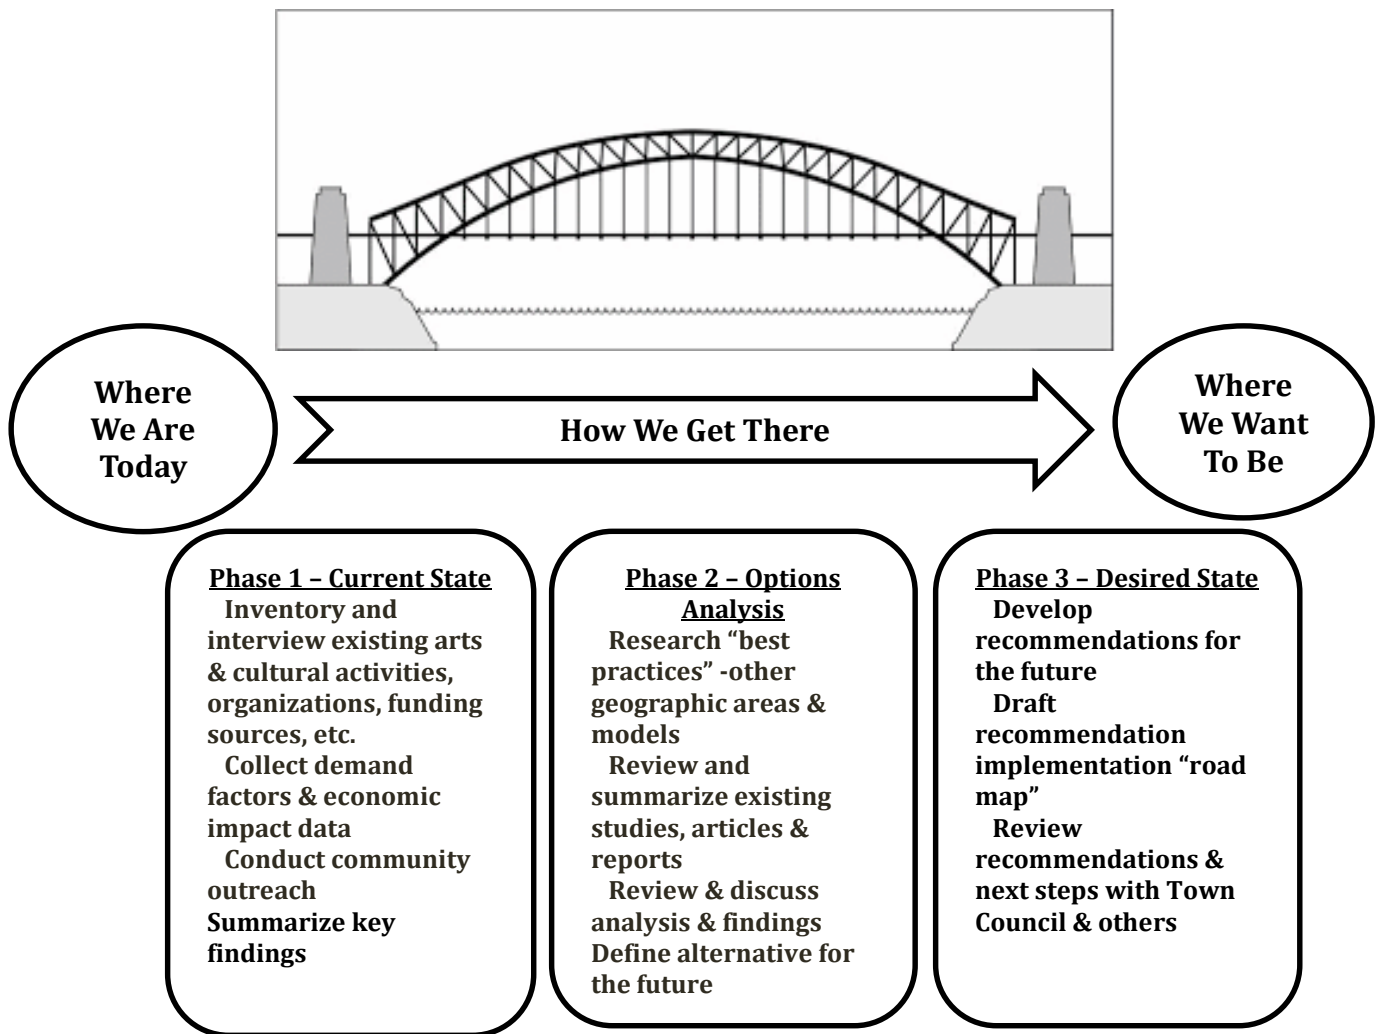 Where
We Are
Today
How We Get There
Where
We Want
To Be
Phase 1 – Current State
Inventory and
interview existing arts
& cultural activities,
organizations, funding
sources, etc.
Collect demand
factors & economic
impact data
Conduct community
outreach
Summarize key
findings
Phase 2 – Options
Analysis
Research “best
practices” -other
geographic areas &
models
Review and
summarize existing
studies, articles &
reports
Review & discuss
analysis & findings
Define alternative for
the future
Phase 3 – Desired State
Develop
recommendations for
the future
Draft
recommendation
implementation “road
map”
Review
recommendations &
next steps with Town
Council & others